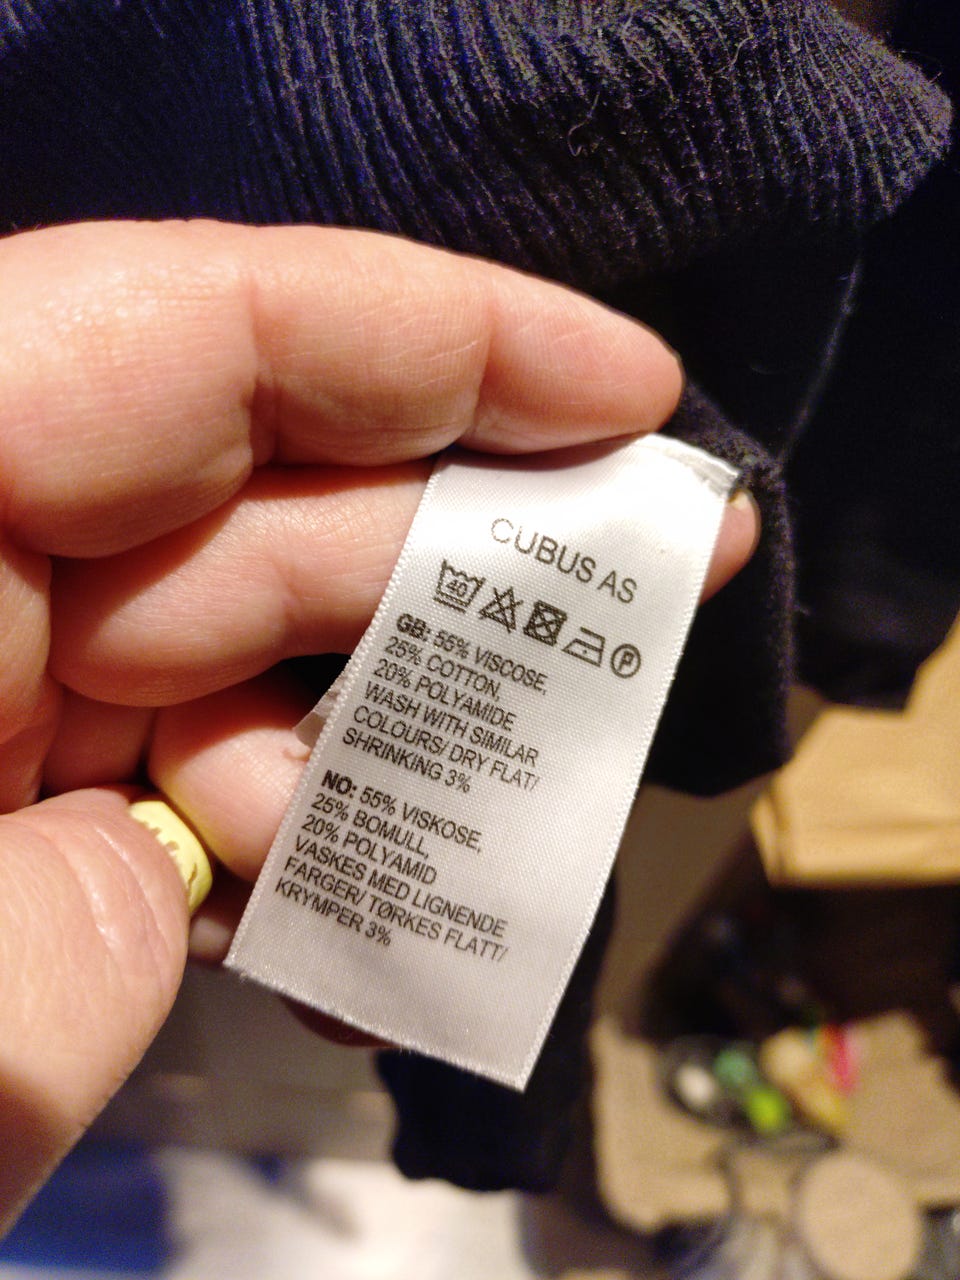 CUBUS AS
40 P
GB: 55% VISCOSE,
25% COTTON,
20% POLYAMIDE
WASH WITH SIMILAR
COLOURS/ DRY FLAT/
SHRINKING 3%
NO: 55% VISKOSE,
25% BOMULL,
20% POLYAMID
VASKES MED LIGNENDE
FARGER/ TØRKES FLATT/
KRYMPER 3%